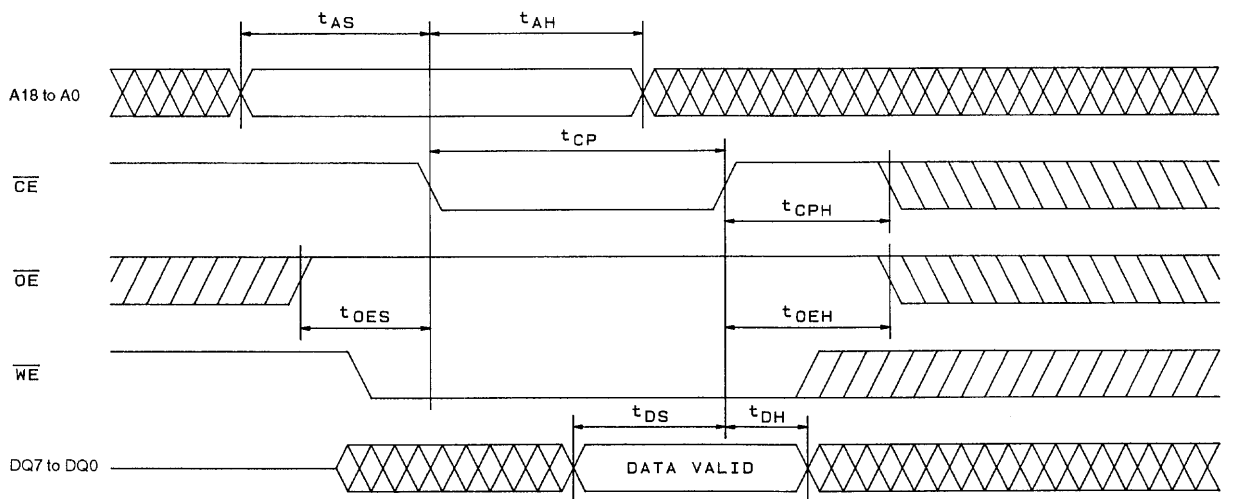 tAS tAH
A18 to A0
tCP
CE
tCPH
OE
tOES tOEH
WE
tDS tDH
DQ7 to DQ0 DATA VALID